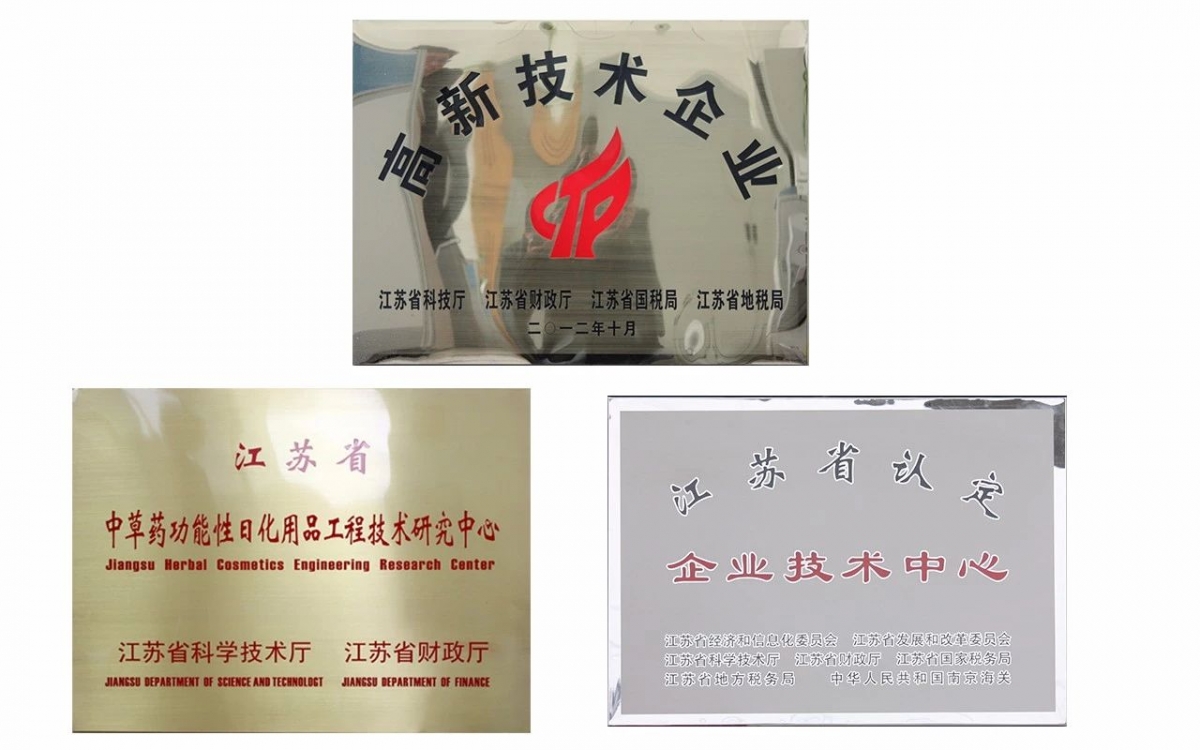 高新技术企业
CTP
江苏省科技厅 江苏省财政厅 江苏省国税局 江苏省地税局
二〇一二年十月
江苏省
中草药功能性日化用品工程技术研究中心
Jiangsu Herbal Cosmetics Engineering Research Center
江苏省科学技术厅 江苏省财政厅
JIANGSU DEPARTMENT OF SCIENCE AND TECHNOLOGT JIANGSU DEPARTMENT OF FINANCE
江苏省认定
企业技术中心
江苏省经济和信息化委员会 江苏省发展和改革委员会
江苏省科学技术厅 江苏省财政厅 江苏省国家税务局
江苏省地方税务局 中华人民共和国南京海关